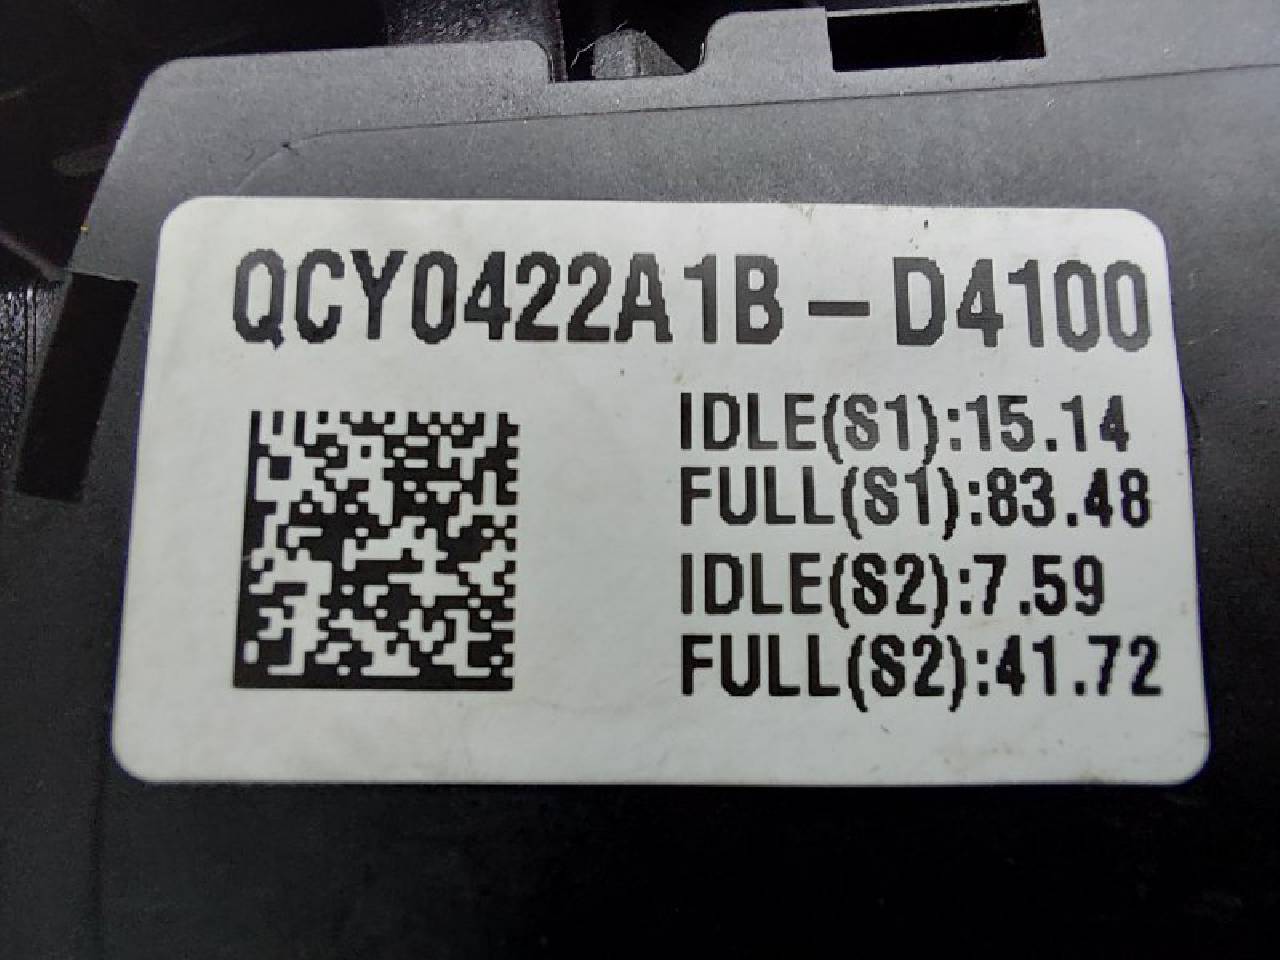 QCY0422A1B-D4100
IDLE(S1):15.14
FULL(S1):83.48
IDLE(S2):7.59
FULL(S2):41.72